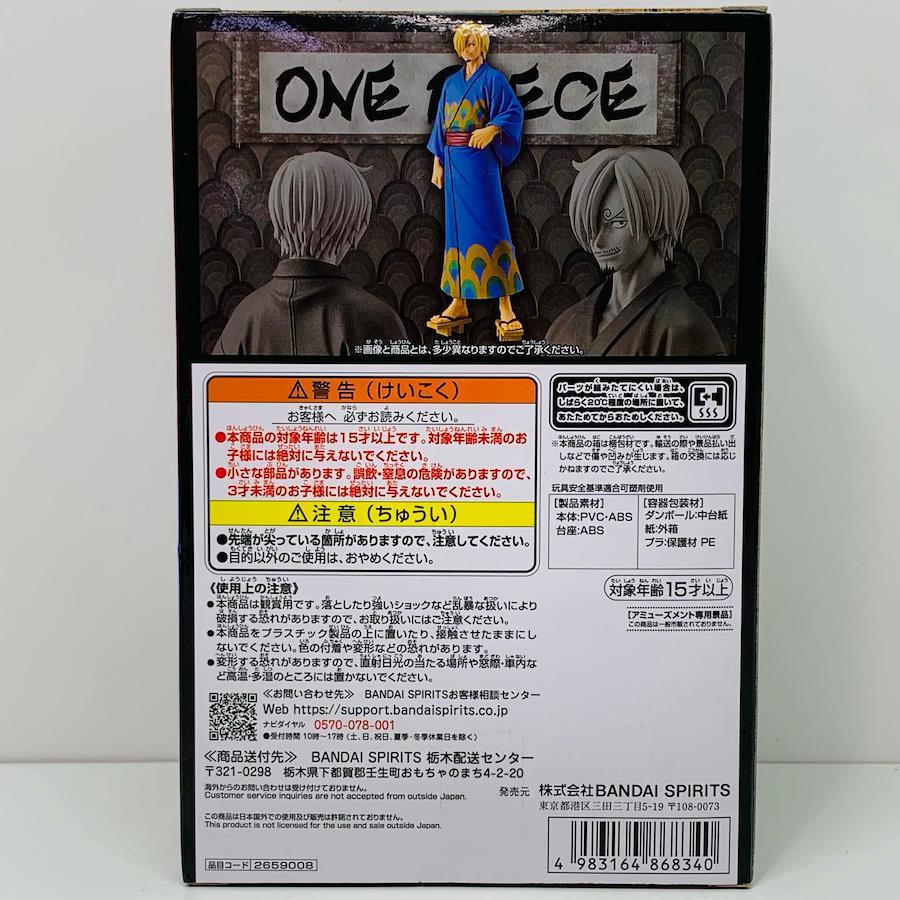 ONE PIECE
※画像と商品とは、多少異なりますのでご了承ください。
⚠警告（けいこく）
お客様へ 必ずお読みください。
●本商品の対象年齢は15才以上です。対象年齢未満のお
子様には絶対に与えないでください。
●小さな部品があります。誤飲・窒息の危険がありますので、
3才未満のお子様には絶対に与えないでください。
⚠注意（ちゅうい）
●先端が尖っている箇所がありますので、注意してください。
●目的以外のご使用は、おやめください。
《使用上の注意》
●本商品は観賞用です。落としたり強いショックなど乱暴な扱いにより
破損する恐れがありますので、お取り扱いにはご注意ください。
●本商品をプラスチック製品の上に置いたり、接触させたままにし
ないでください。色の付着や変形などの恐れがあります。
●変形する恐れがありますので、直射日光の当たる場所や窓際・車内な
ど高温・多湿のところには置かないでください。
≪お問い合わせ先≫ BANDAI SPIRITSお客様相談センター
Web https://support.bandaispirits.co.jp
ナビダイヤル 0570-078-001
●受付時間 10時〜17時（土、日、祝日、夏季・冬季休業日を除く）
≪商品送付先≫ BANDAI SPIRITS 栃木配送センター
〒321-0298 栃木県下都賀郡壬生町おもちゃのまち4-2-20
海外からのお問い合わせは受け付けておりません。
Customer service inquiries are not accepted from outside Japan.
この商品は日本国外での使用及び販売は許諾されておりません。
This product is not licensed for the use and sale outside Japan.
品目コード 2659008
パーツが組みたてにくい場合は、
しばらく20℃程度の場所に置いて、
あたためてからおためしください。
※本商品の箱は梱包材です。輸送の際や景品払い出
しなどで傷や凹みが生じます。箱の交換には応じ
かねますのでご了承ください。
玩具安全基準適合可塑剤使用
【製品素材】
本体:PVC・ABS
台座:ABS
【容器包装材】
ダンボール:中台紙
紙:外箱
プラ:保護材 PE
対象年齢15才以上
【アミューズメント専用景品】
この商品は一般市販されておりません。
発売元 株式会社BANDAI SPIRITS
東京都港区三田三丁目5-19 〒108-0073
4 983164 868340